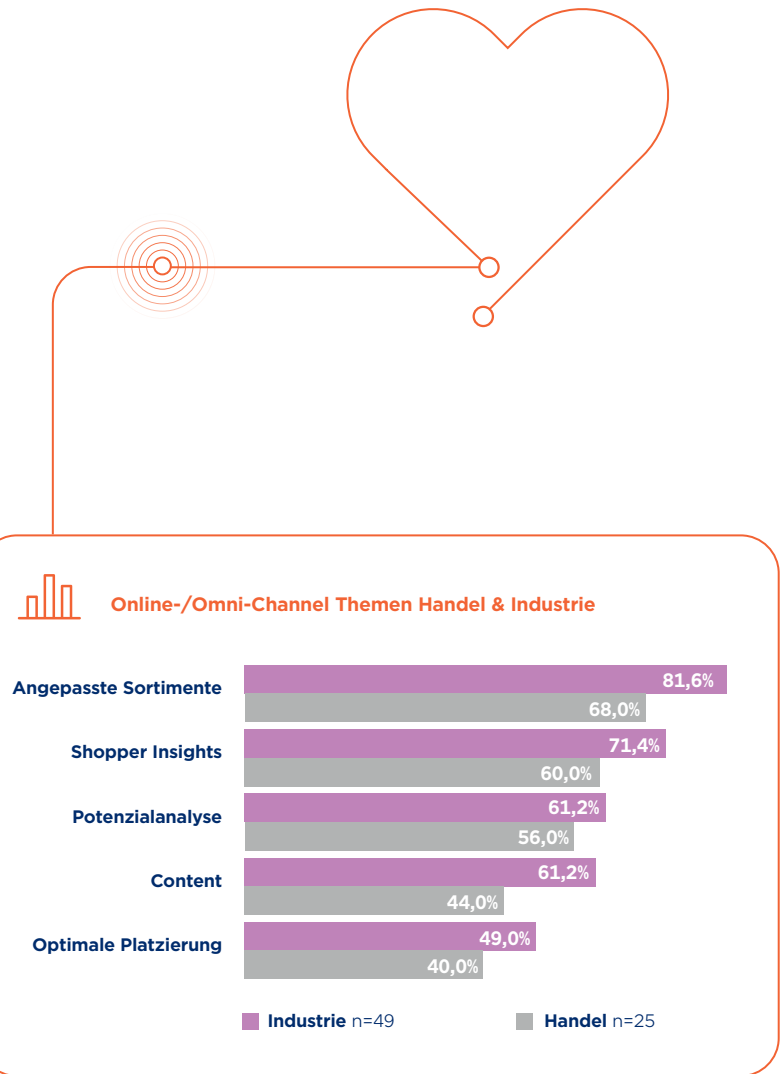 Online-/Omni-Channel Themen Handel & Industrie
Angepasste Sortimente
81,6%
68,0%
Shopper Insights
71,4%
60,0%
Potenzialanalyse
61,2%
56,0%
Content
61,2%
44,0%
Optimale Platzierung
49,0%
40,0%
Industrie n=49
Handel n=25